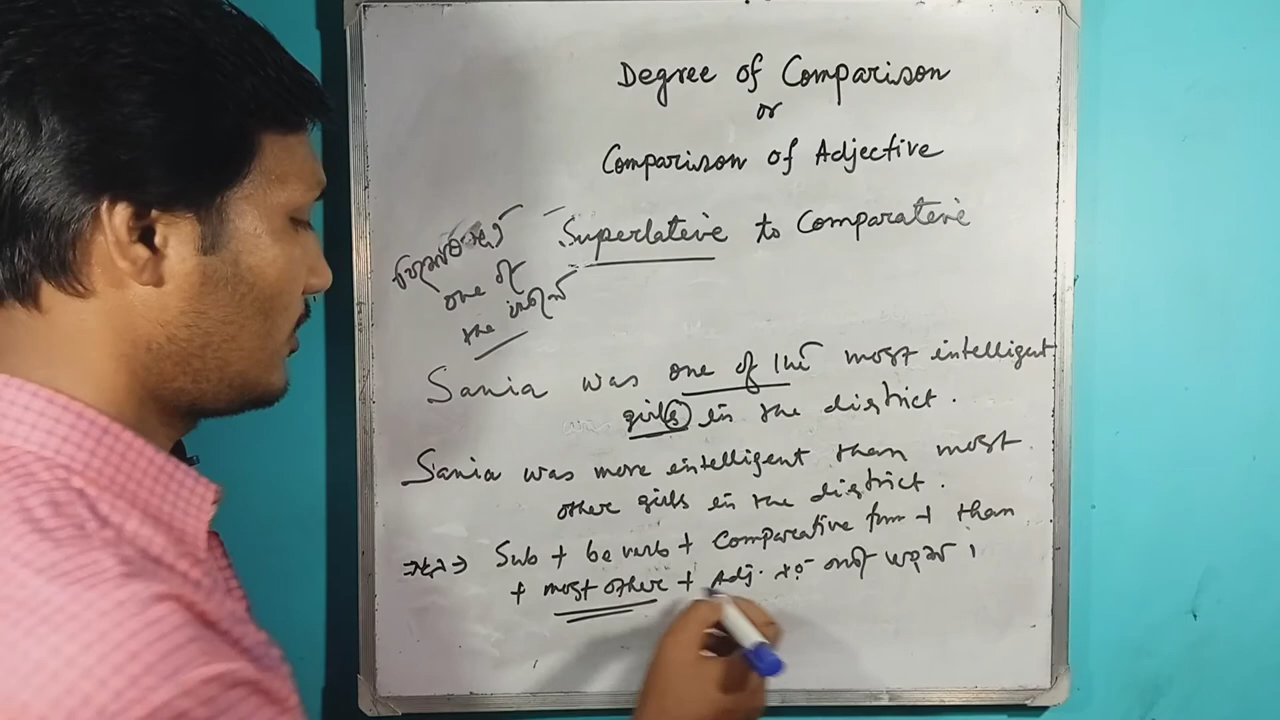 Degree of Comparison
or
Comparison of Adjective
Superlative to Comparative
one of
the
Sania was one of the most intelligent
girls in the district.
Sania was more intelligent than most
other girls in the district.
Sub + be verb + Comparative form + than
+ most other + Adj.